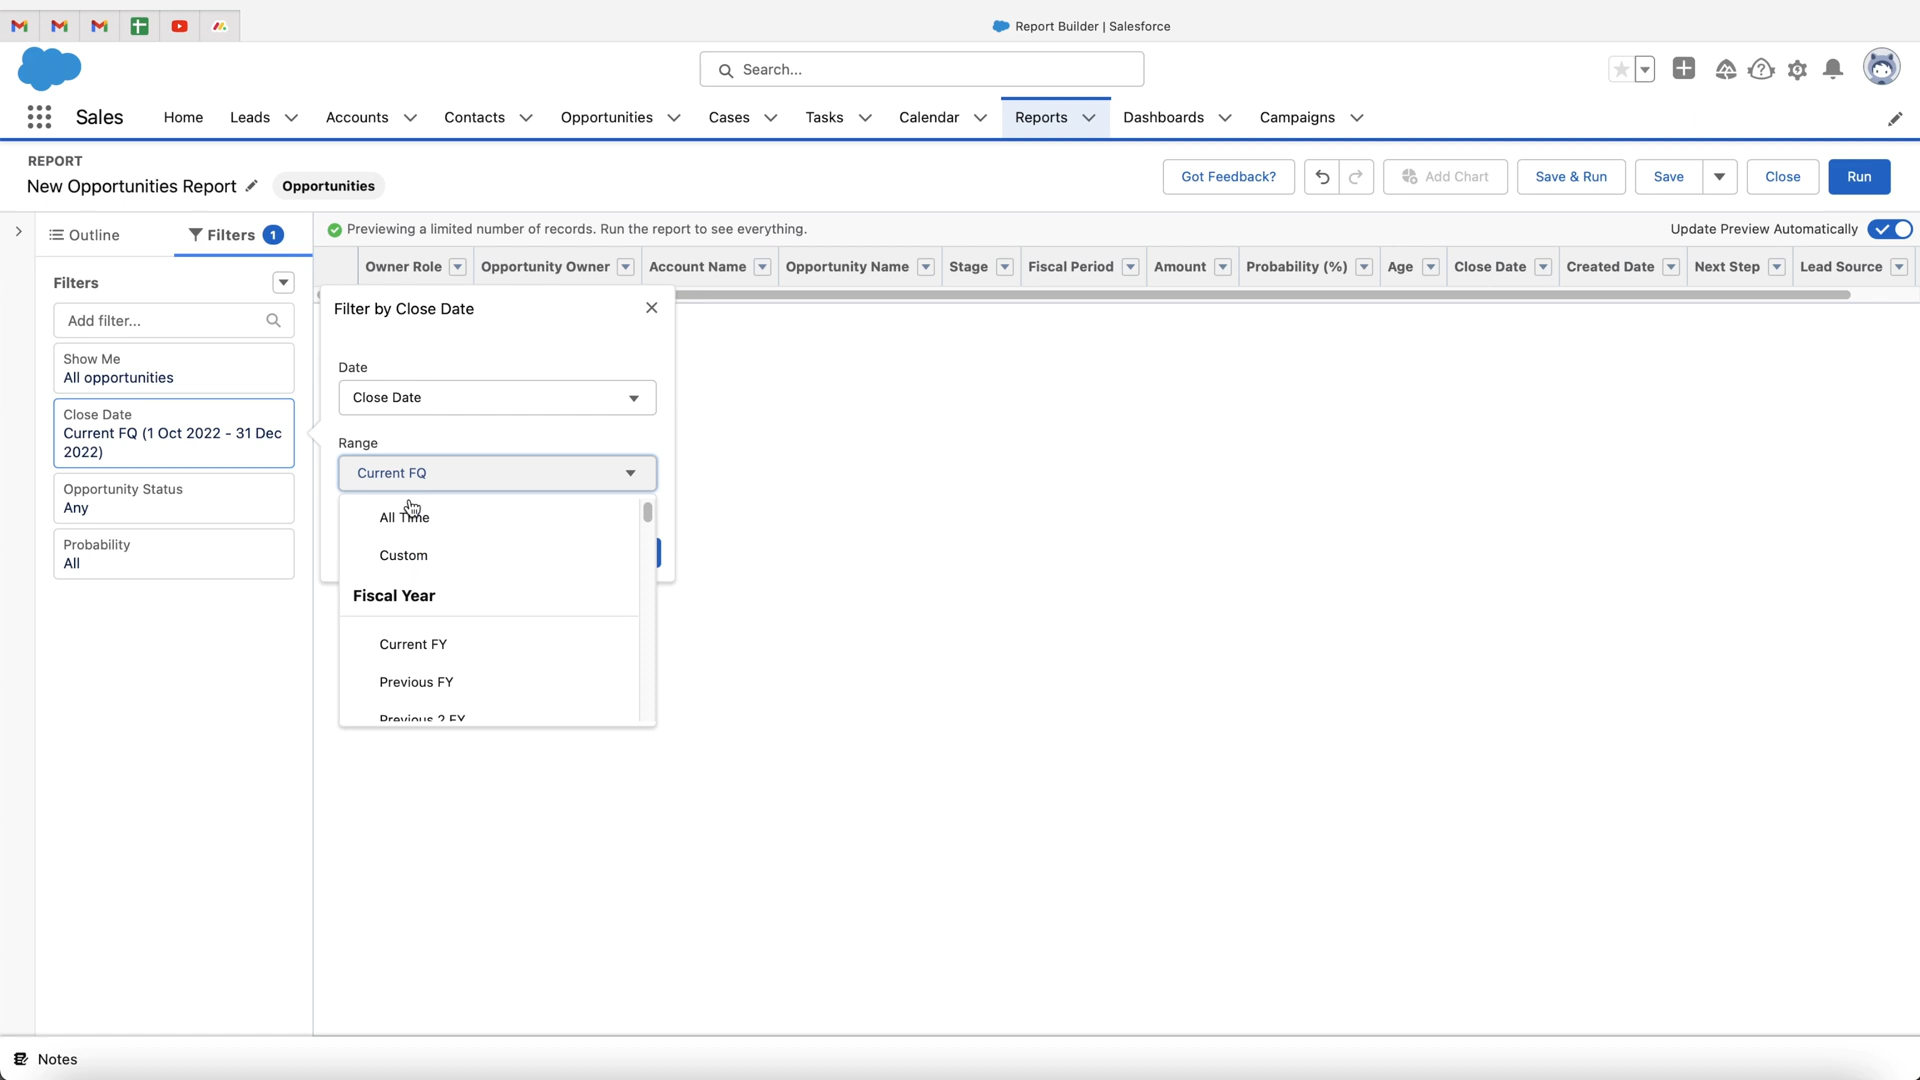 Report Builder | Salesforce
Search...
Sales
Home
Leads
Accounts
Contacts
Opportunities
Cases
Tasks
Calendar
Reports
Dashboards
Campaigns
REPORT
New Opportunities Report
Opportunities
Got Feedback?
Add Chart
Save & Run
Save
Close
Run
Outline
Filters 1
Previewing a limited number of records. Run the report to see everything.
Update Preview Automatically
Owner Role
Opportunity Owner
Account Name
Opportunity Name
Stage
Fiscal Period
Amount
Probability (%)
Age
Close Date
Created Date
Next Step
Lead Source
Filters
Add filter...
Show Me
All opportunities
Close Date
Current FQ (1 Oct 2022 - 31 Dec
2022)
Opportunity Status
Any
Probability
All
Filter by Close Date
Date
Close Date
Range
Current FQ
All Time
Custom
Fiscal Year
Current FY
Previous FY
Previous 2 FY
Notes